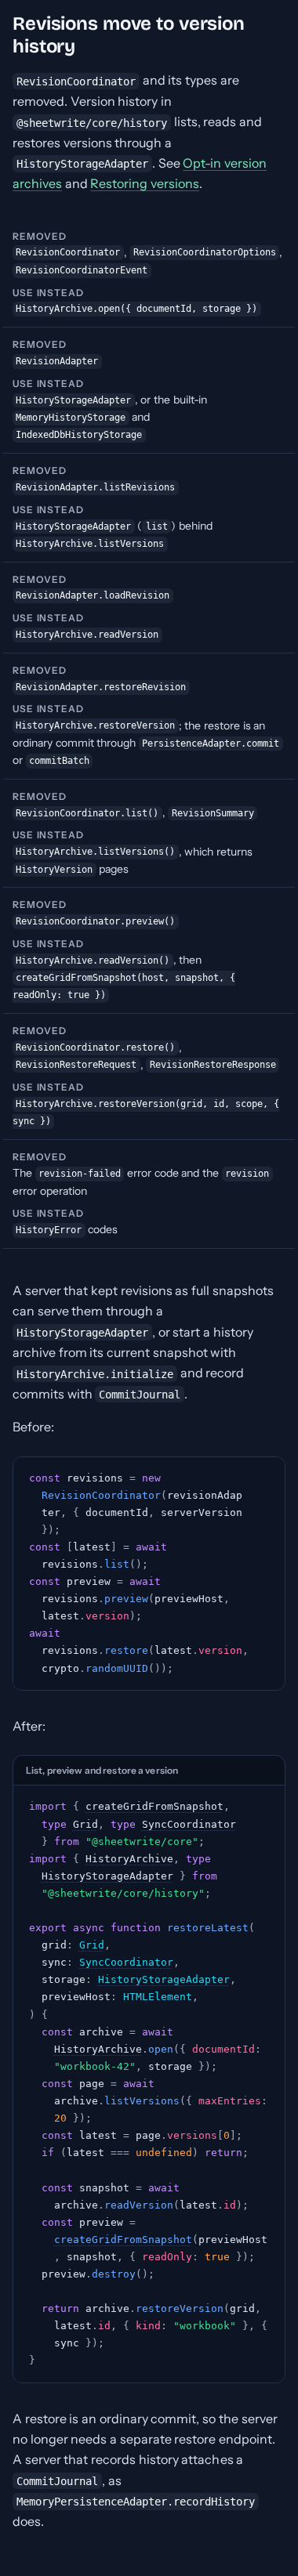 Revisions move to version
history
RevisionCoordinator and its types are
removed. Version history in
@sheetwrite/core/history lists, reads and
restores versions through a
HistoryStorageAdapter. See Opt-in version
archives and Restoring versions.
REMOVED
RevisionCoordinator, RevisionCoordinatorOptions,
RevisionCoordinatorEvent
USE INSTEAD
HistoryArchive.open({ documentId, storage })
REMOVED
RevisionAdapter
USE INSTEAD
HistoryStorageAdapter, or the built-in
MemoryHistoryStorage and
IndexedDbHistoryStorage
REMOVED
RevisionAdapter.listRevisions
USE INSTEAD
HistoryStorageAdapter (list) behind
HistoryArchive.listVersions
REMOVED
RevisionAdapter.loadRevision
USE INSTEAD
HistoryArchive.readVersion
REMOVED
RevisionAdapter.restoreRevision
USE INSTEAD
HistoryArchive.restoreVersion; the restore is an
ordinary commit through PersistenceAdapter.commit
or commitBatch
REMOVED
RevisionCoordinator.list(), RevisionSummary
USE INSTEAD
HistoryArchive.listVersions(), which returns
HistoryVersion pages
REMOVED
RevisionCoordinator.preview()
USE INSTEAD
HistoryArchive.readVersion(), then
createGridFromSnapshot(host, snapshot, {
readOnly: true })
REMOVED
RevisionCoordinator.restore(),
RevisionRestoreRequest, RevisionRestoreResponse
USE INSTEAD
HistoryArchive.restoreVersion(grid, id, scope, {
sync })
REMOVED
The revision-failed error code and the revision
error operation
USE INSTEAD
HistoryError codes
A server that kept revisions as full snapshots
can serve them through a
HistoryStorageAdapter, or start a history
archive from its current snapshot with
HistoryArchive.initialize and record
commits with CommitJournal.
Before:
const revisions = new
RevisionCoordinator(revisionAdap
ter, { documentId, serverVersion
});
const [latest] = await
revisions.list();
const preview = await
revisions.preview(previewHost,
latest.version);
await
revisions.restore(latest.version,
crypto.randomUUID());
After:
List, preview and restore a version
import { createGridFromSnapshot,
type Grid, type SyncCoordinator
} from "@sheetwrite/core";
import { HistoryArchive, type
HistoryStorageAdapter } from
"@sheetwrite/core/history";
export async function restoreLatest(
grid: Grid,
sync: SyncCoordinator,
storage: HistoryStorageAdapter,
previewHost: HTMLElement,
) {
const archive = await
HistoryArchive.open({ documentId:
"workbook-42", storage });
const page = await
archive.listVersions({ maxEntries:
20 });
const latest = page.versions[0];
if (latest === undefined) return;
const snapshot = await
archive.readVersion(latest.id);
const preview =
createGridFromSnapshot(previewHost
, snapshot, { readOnly: true });
preview.destroy();
return archive.restoreVersion(grid,
latest.id, { kind: "workbook" }, {
sync });
}
A restore is an ordinary commit, so the server
no longer needs a separate restore endpoint.
A server that records history attaches a
CommitJournal, as
MemoryPersistenceAdapter.recordHistory
does.